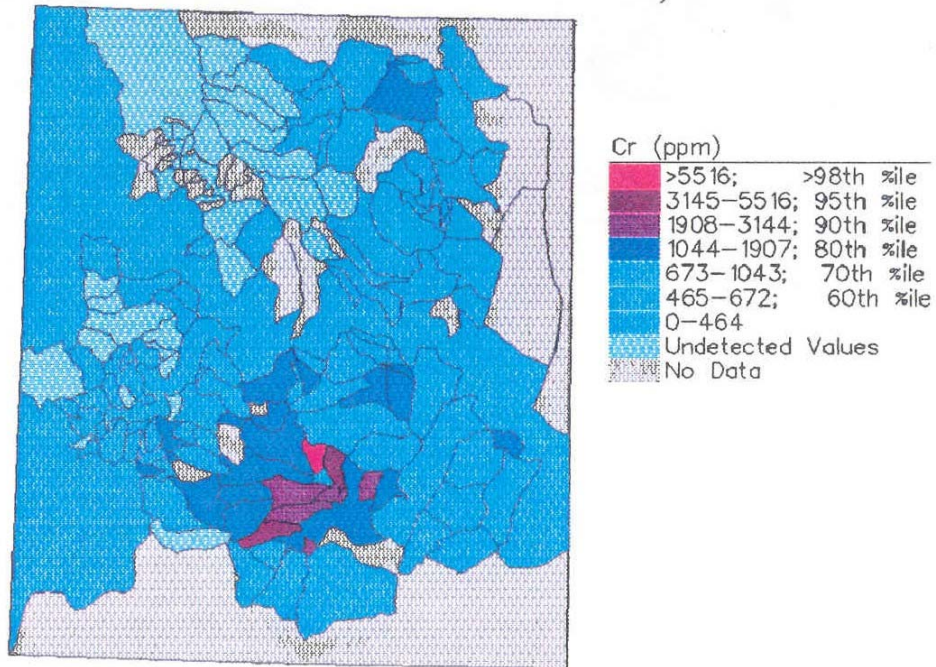 Cr (ppm)
>5516; >98th %ile
3145-5516; 95th %ile
1908-3144; 90th %ile
1044-1907; 80th %ile
673-1043; 70th %ile
465-672; 60th %ile
0-464
Undetected Values
No Data